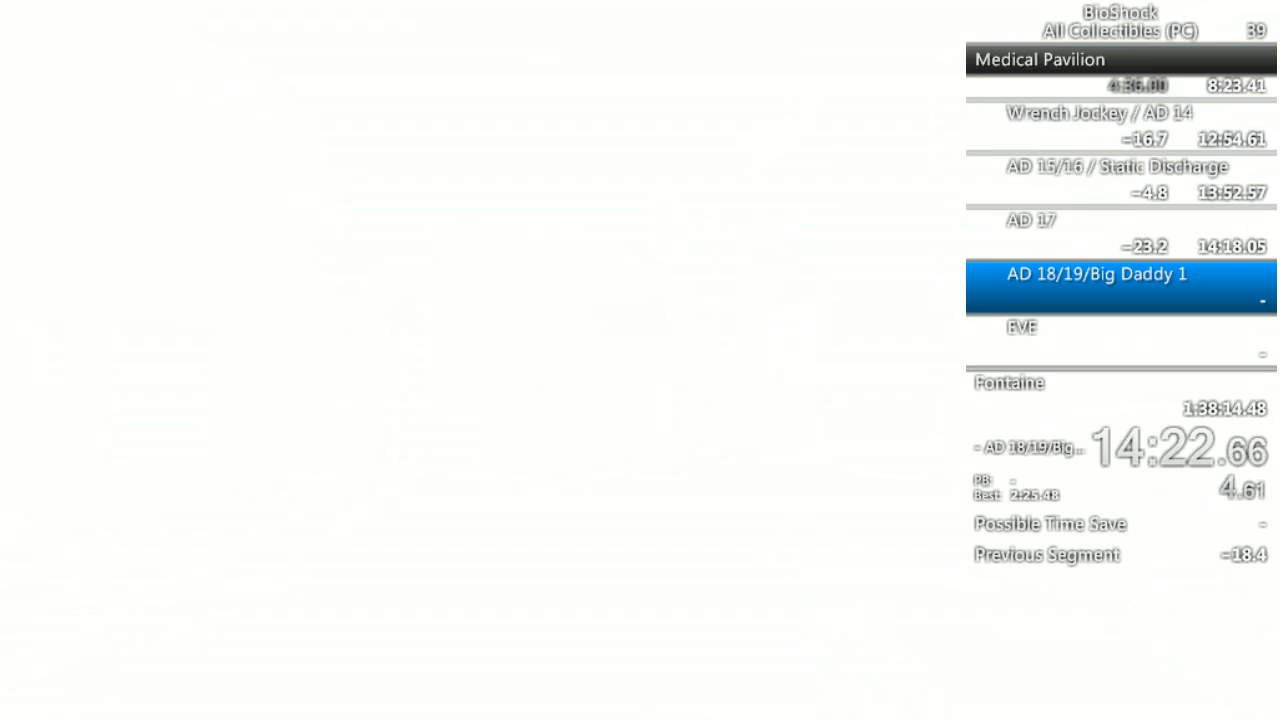 BioShock
All Collectibles (PC) 39
Medical Pavilion
4:36.00 8:23.41
Wrench Jockey / AD 14
-16.7 12:54.61
AD 15/16 / Static Discharge
-4.8 13:52.57
AD 17
-23.2 14:18.05
AD 18/19/Big Daddy 1
-
EVE
-
Fontaine
1:38:14.48
- AD 18/19/Big... 14:22.66
PB: -
Best: 2:25.48 4.61
Possible Time Save -
Previous Segment -18.4